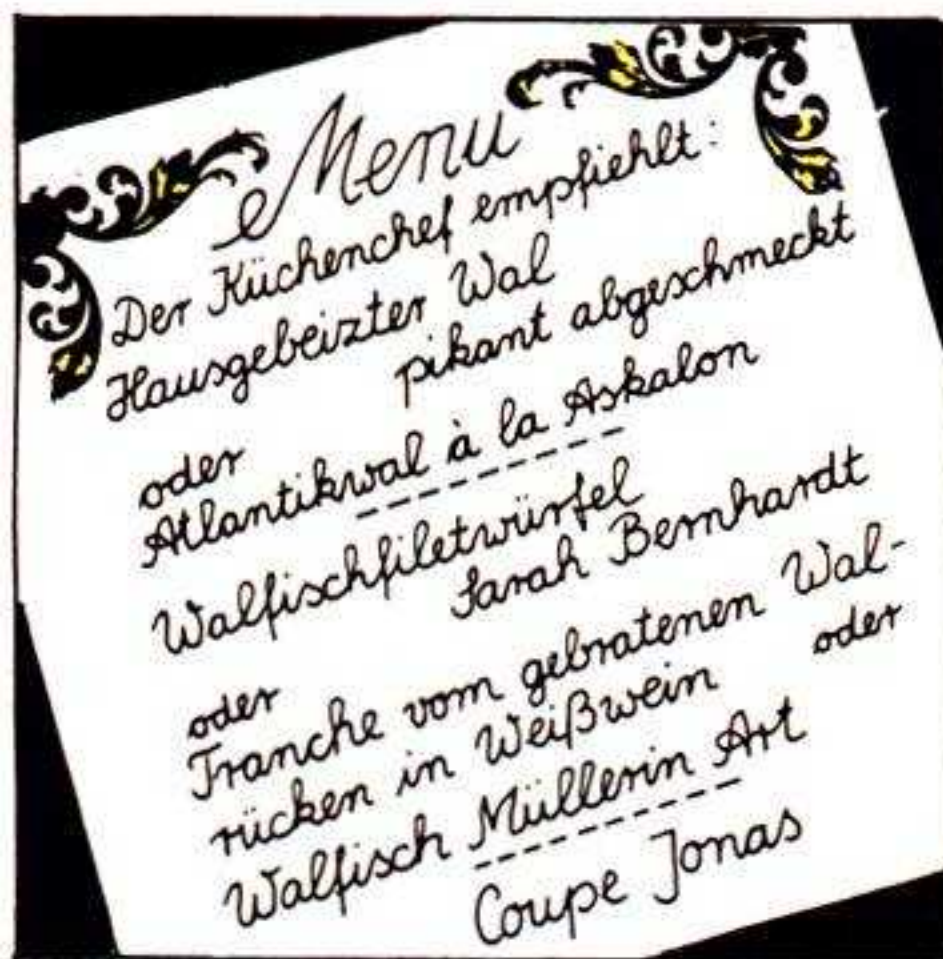 Menu
Der Küchenchef empfiehlt:
Hausgebeizter Wal
pikant abgeschmeckt
oder
Atlantikwal à la Askalon
Walfischfiletwürfel
Sarah Bernhardt
oder
Tranche vom gebratenen Wal-
rücken in Weißwein oder
Walfisch Müllerin Art
Coupe Jonas